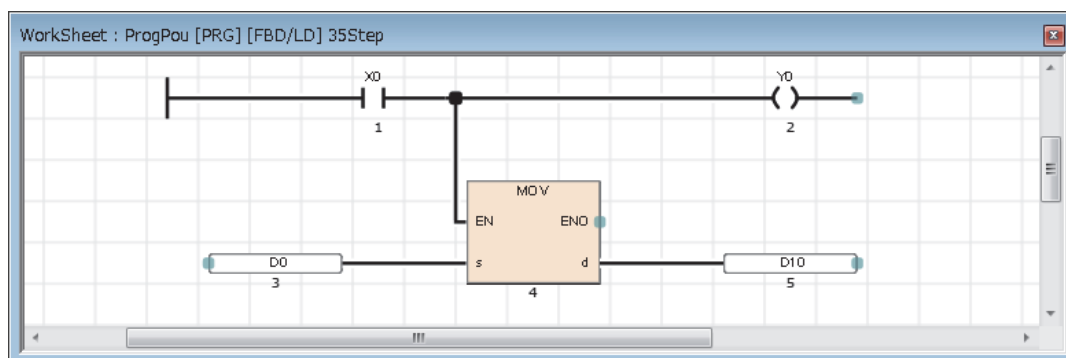 WorkSheet : ProgPou [PRG] [FBD/LD] 35Step
X0 Y0
1 2
MOV
EN ENO
D0 s d D10
3 4 5